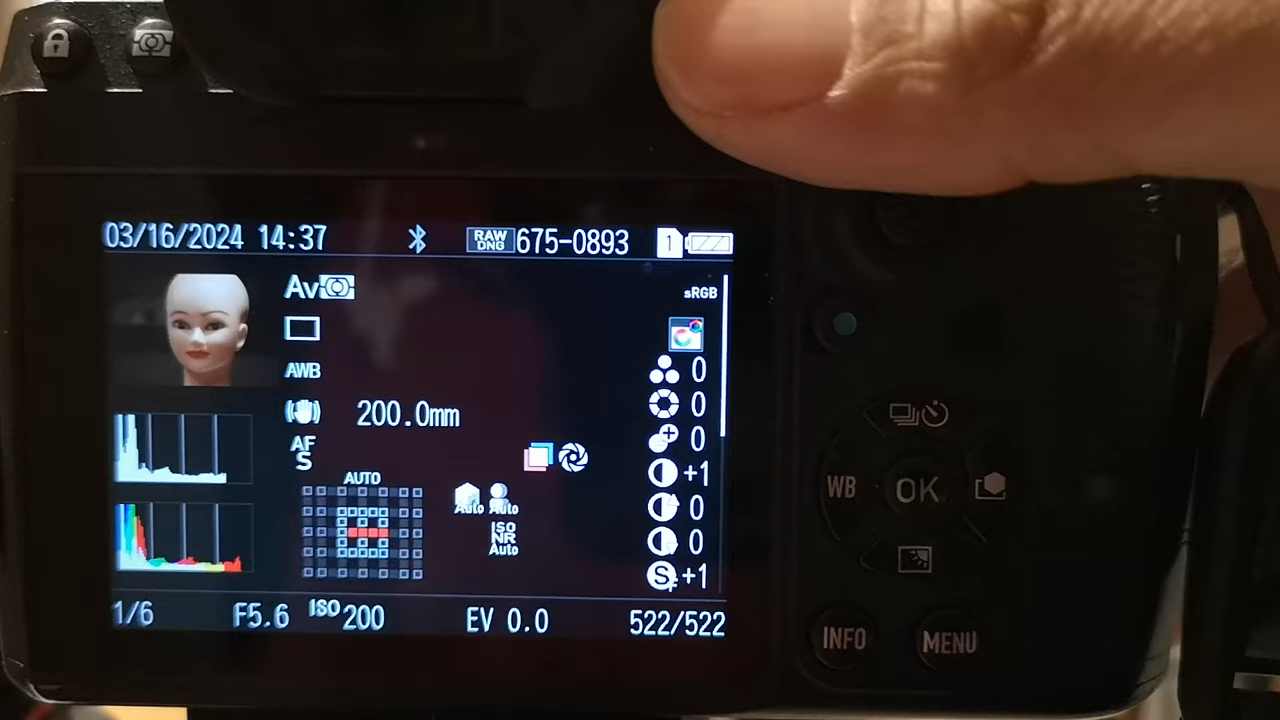 03/16/2024 14:37 RAW DNG 675-0893 1
Av
sRGB
AWB
0
200.0mm
0
AF S
0
AUTO
+1
Auto Auto
0
ISO NR Auto
0
S +1
1/6 F5.6 ISO 200 EV 0.0 522/522
WB OK
INFO MENU